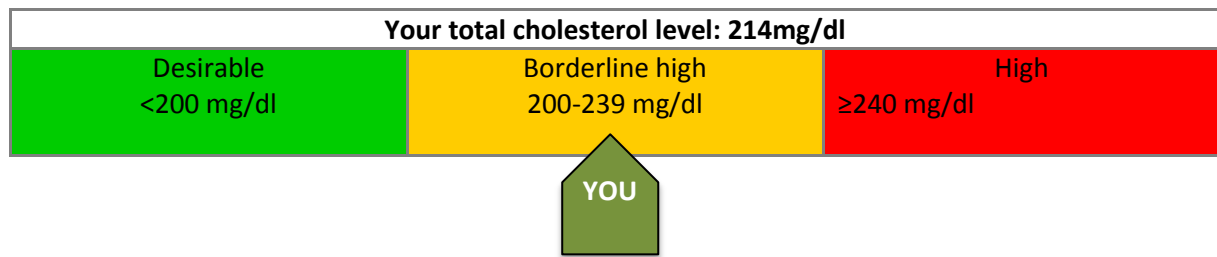 Your total cholesterol level: 214mg/dl
Desirable
<200 mg/dl
Borderline high
200-239 mg/dl
High
≥240 mg/dl
YOU